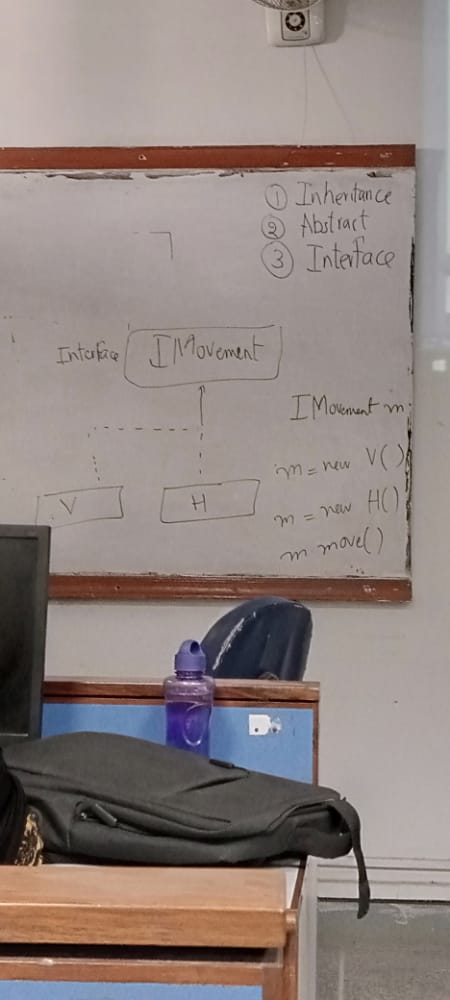 ① Inheritance
② Abstract
③ Interface
Interface IMovement
IMovement m;
V H
m = new V()
m = new H()
m.move()